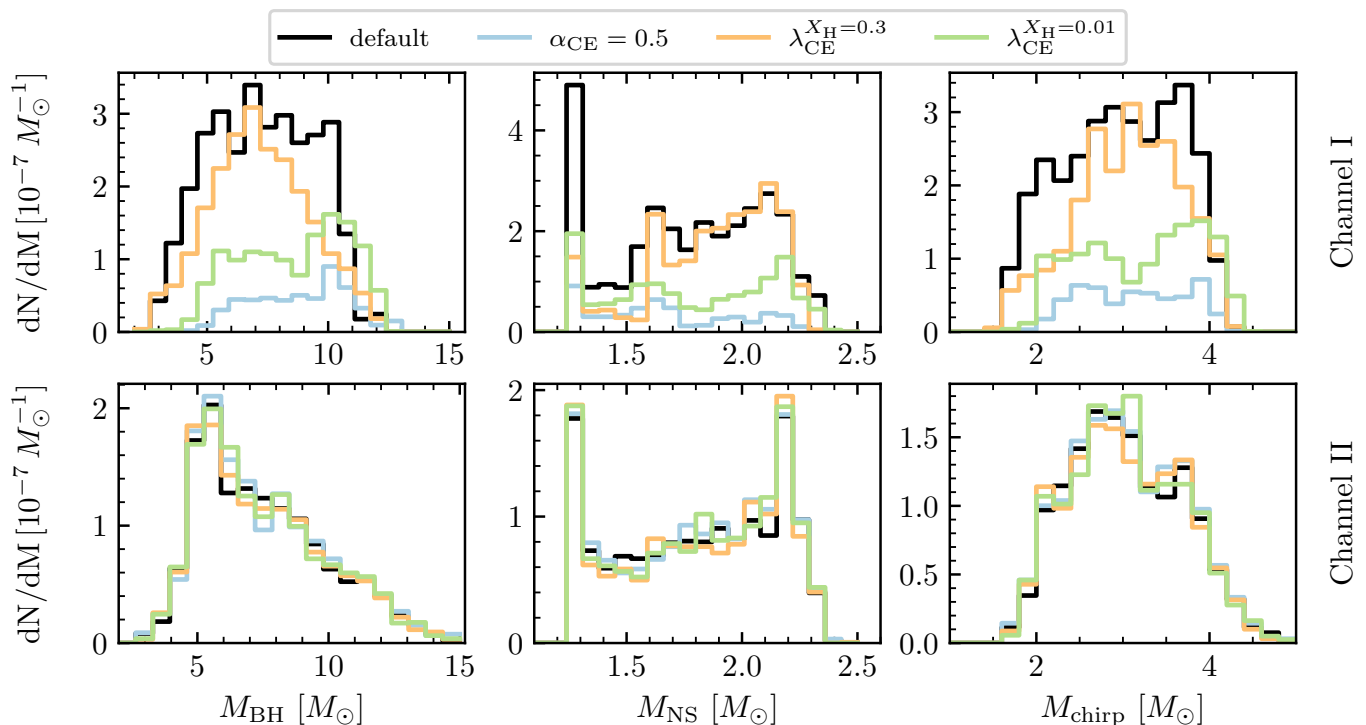 default α_CE = 0.5 λ_CE^{X_H=0.3} λ_CE^{X_H=0.01}
dN/dM [10⁻⁷ M_⊙⁻¹]
3
2
1
0
5 10 15
4
2
0
1.5 2.0 2.5
3
2
1
0
2 4
Channel I
dN/dM [10⁻⁷ M_⊙⁻¹]
2
1
0
5 10 15
M_BH [M_⊙]
2
1
0
1.5 2.0 2.5
M_NS [M_⊙]
1.5
1.0
0.5
0.0
2 4
M_chirp [M_⊙]
Channel II